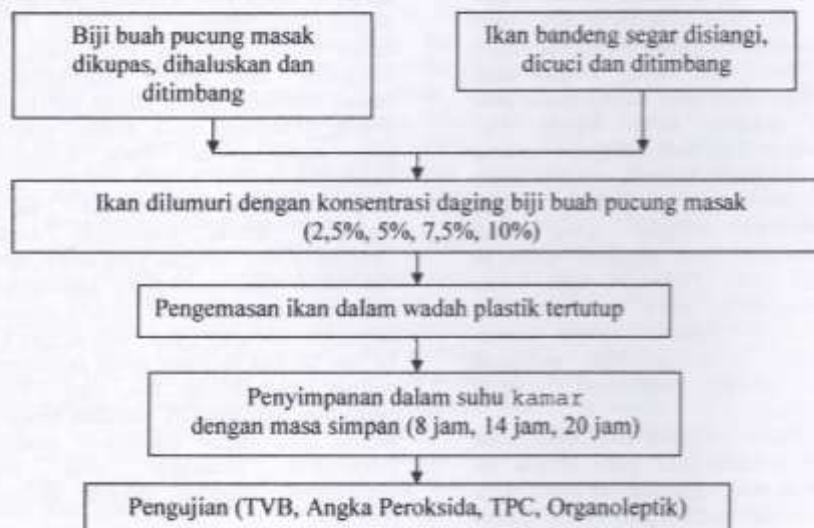 Biji buah pucung masak
dikupas, dihaluskan dan
ditimbang
Ikan bandeng segar disiangi,
dicuci dan ditimbang
Ikan dilumuri dengan konsentrasi daging biji buah pucung masak
(2,5%, 5%, 7,5%, 10%)
Pengemasan ikan dalam wadah plastik tertutup
Penyimpanan dalam suhu kamar
dengan masa simpan (8 jam, 14 jam, 20 jam)
Pengujian (TVB, Angka Peroksida, TPC, Organoleptik)